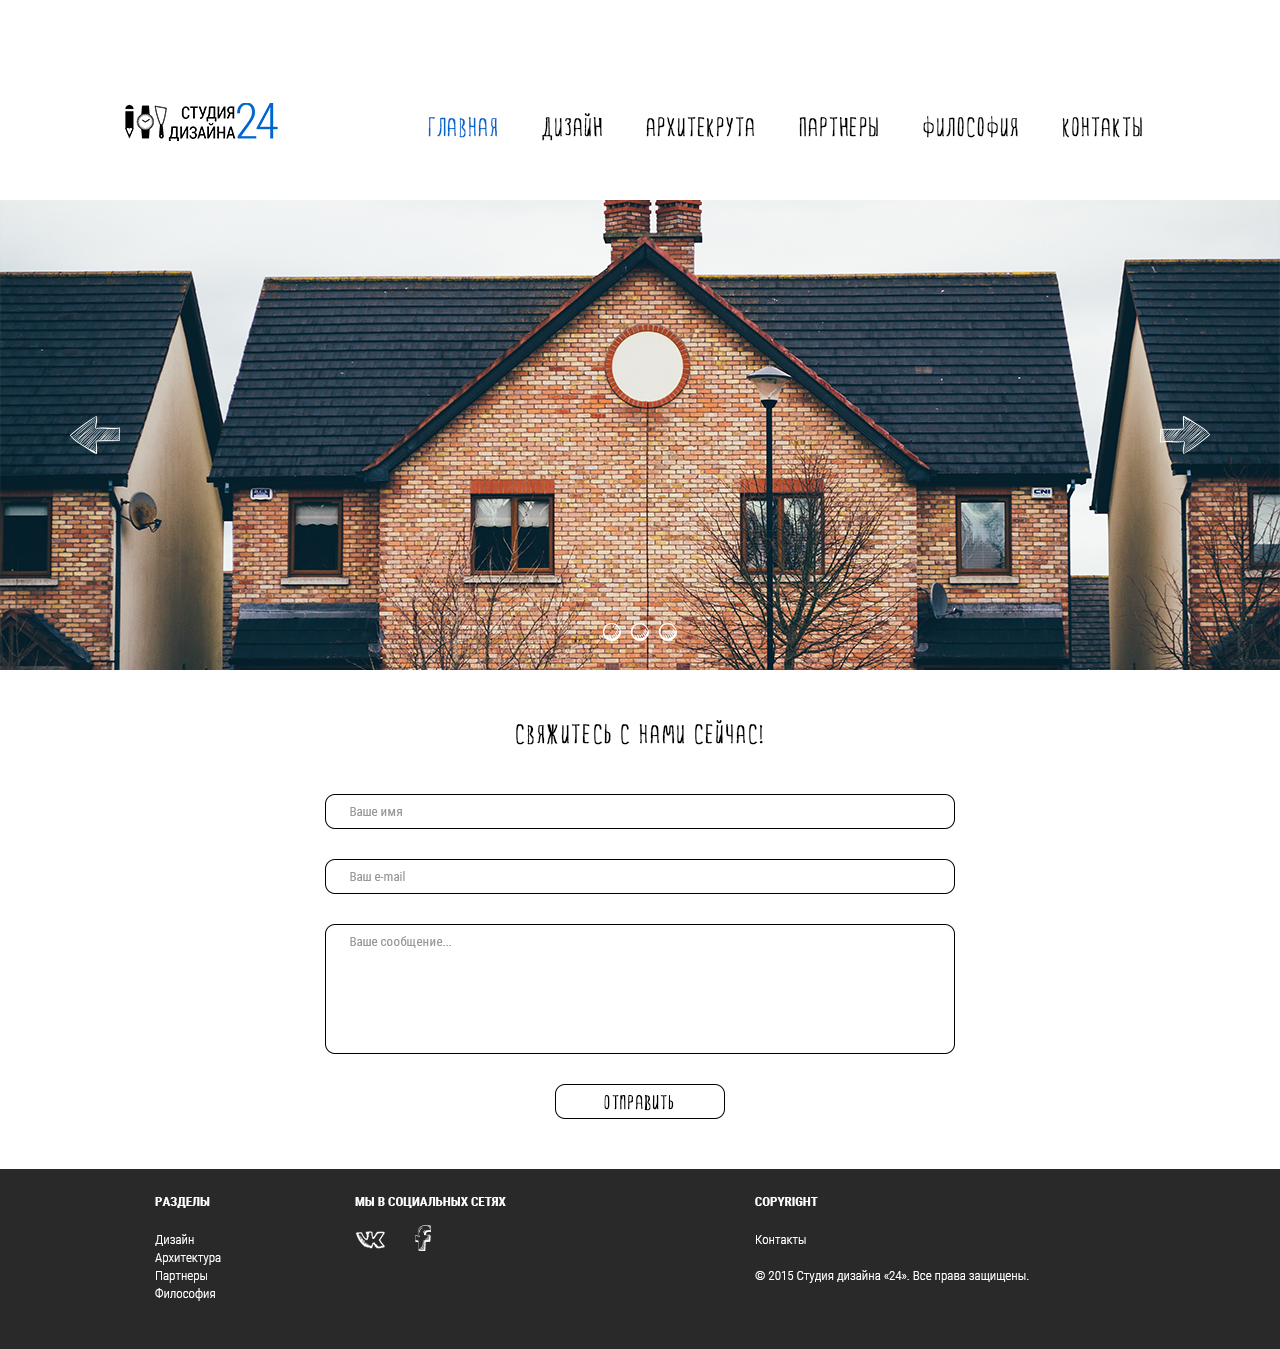 СТУДИЯ
ДИЗАЙНА 24
ГЛАВНАЯ ДИЗАЙН АРХИТЕКРУТА ПАРТНЕРЫ ФИЛОСОФИЯ КОНТАКТЫ
CNI
СВЯЖИТЕСЬ С НАМИ СЕЙЧАС!
Ваше имя
Ваш e-mail
Ваше сообщение...
ОТПРАВИТЬ
РАЗДЕЛЫ
Дизайн
Архитектура
Партнеры
Философия
МЫ В СОЦИАЛЬНЫХ СЕТЯХ
COPYRIGHT
Контакты
© 2015 Студия дизайна «24». Все права защищены.